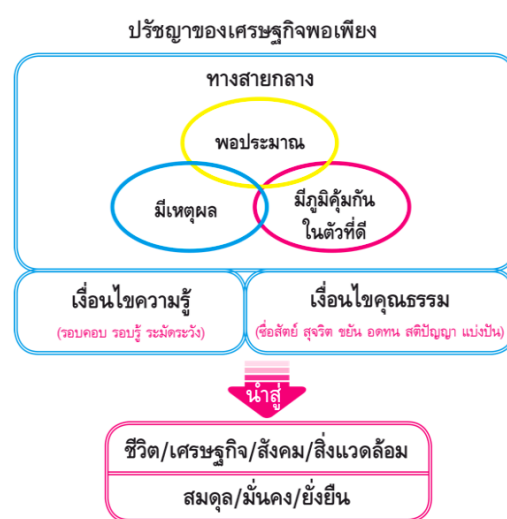 ปรัชญาของเศรษฐกิจพอเพียง
ทางสายกลาง
พอประมาณ
มีเหตุผล
มีภูมิคุ้มกัน
ในตัวที่ดี
เงื่อนไขความรู้
(รอบคอบ รอบรู้ ระมัดระวัง)
เงื่อนไขคุณธรรม
(ซื่อสัตย์ สุจริต ขยัน อดทน สติปัญญา แบ่งปัน)
นำสู่
ชีวิต/เศรษฐกิจ/สังคม/สิ่งแวดล้อม
สมดุล/มั่นคง/ยั่งยืน